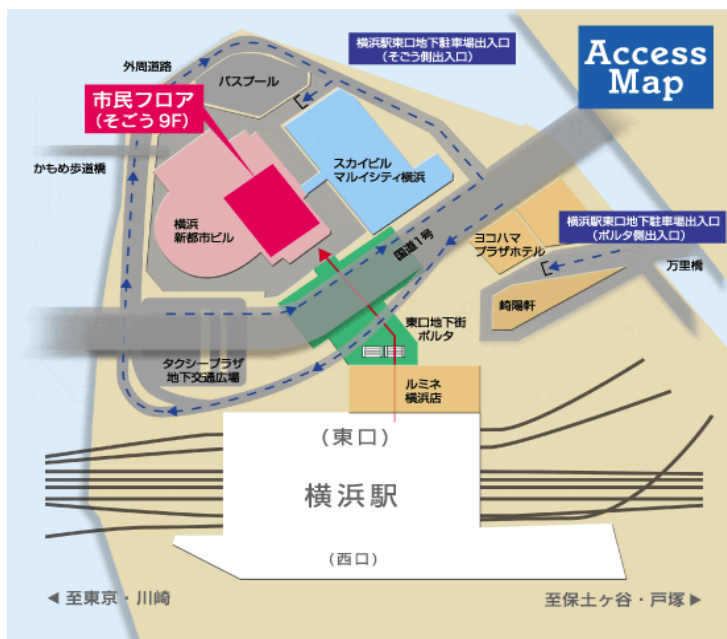 Access
Map
横浜駅東口地下駐車場出入口
(そごう側出入口)
外周道路
バスプール
市民フロア
(そごう9F)
かもめ歩道橋
スカイビル
マルイシティ横浜
横浜
新都市ビル
国道1号
ヨコハマ
プラザホテル
横浜駅東口地下駐車場出入口
(ポルタ側出入口)
万里橋
崎陽軒
東口地下街
ポルタ
タクシープラザ
地下交通広場
ルミネ
横浜店
(東口)
横浜駅
(西口)
◀ 至東京・川崎
至保土ヶ谷・戸塚 ▶